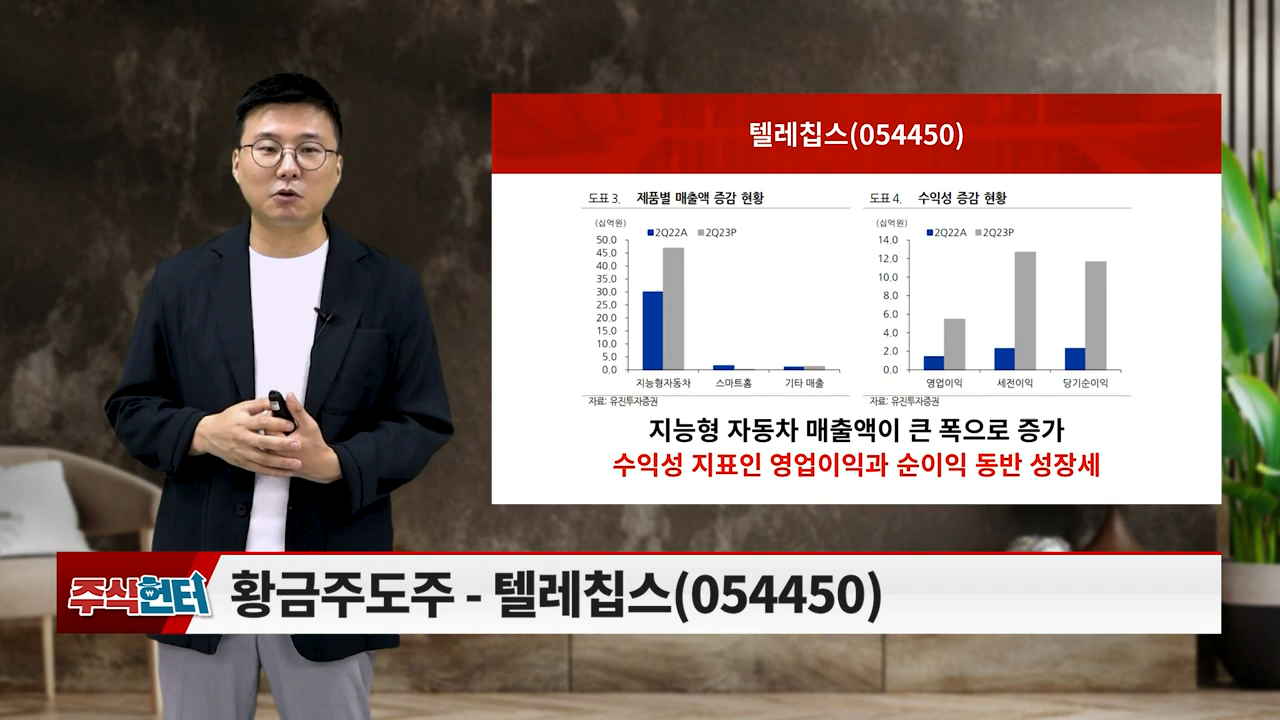 텔레칩스(054450)
도표 3. 제품별 매출액 증감 현황
(십억원)
2Q22A 2Q23P
50.0
45.0
40.0
35.0
30.0
25.0
20.0
15.0
10.0
5.0
0.0
지능형자동차 스마트홈 기타 매출
자료: 유진투자증권
도표 4. 수익성 증감 현황
(십억원)
2Q22A 2Q23P
14.0
12.0
10.0
8.0
6.0
4.0
2.0
0.0
영업이익 세전이익 당기순이익
자료: 유진투자증권
지능형 자동차 매출액이 큰 폭으로 증가
수익성 지표인 영업이익과 순이익 동반 성장세
주식헌터
황금주도주 - 텔레칩스(054450)